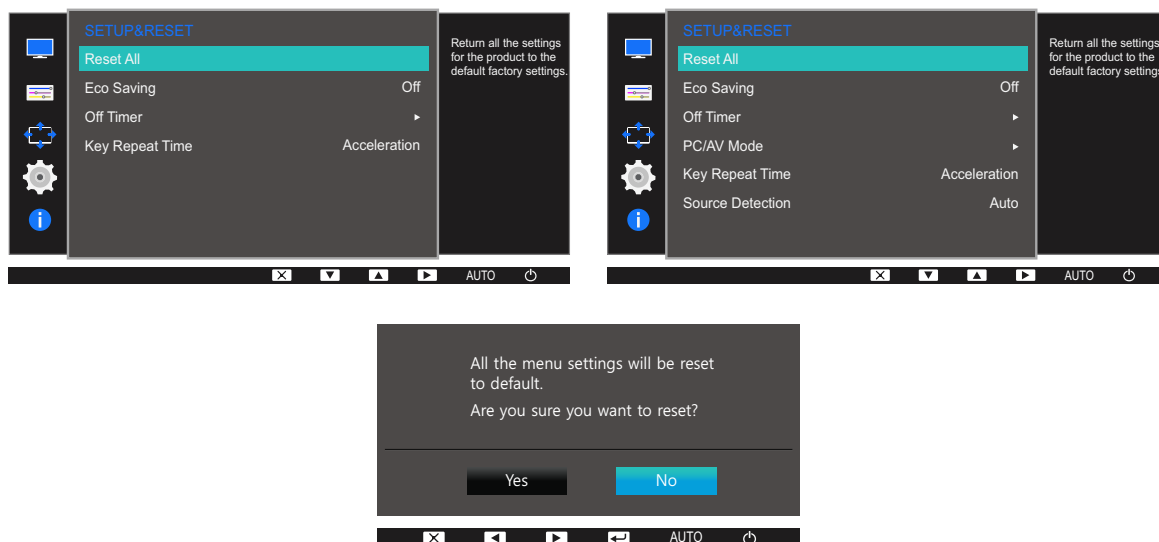 SETUP&RESET
Reset All
Eco Saving Off
Off Timer
Key Repeat Time Acceleration
Return all the settings
for the product to the
default factory settings.
AUTO
SETUP&RESET
Reset All
Eco Saving Off
Off Timer
PC/AV Mode
Key Repeat Time Acceleration
Source Detection Auto
Return all the settings
for the product to the
default factory settings
AUTO
All the menu settings will be reset
to default.
Are you sure you want to reset?
Yes No
AUTO